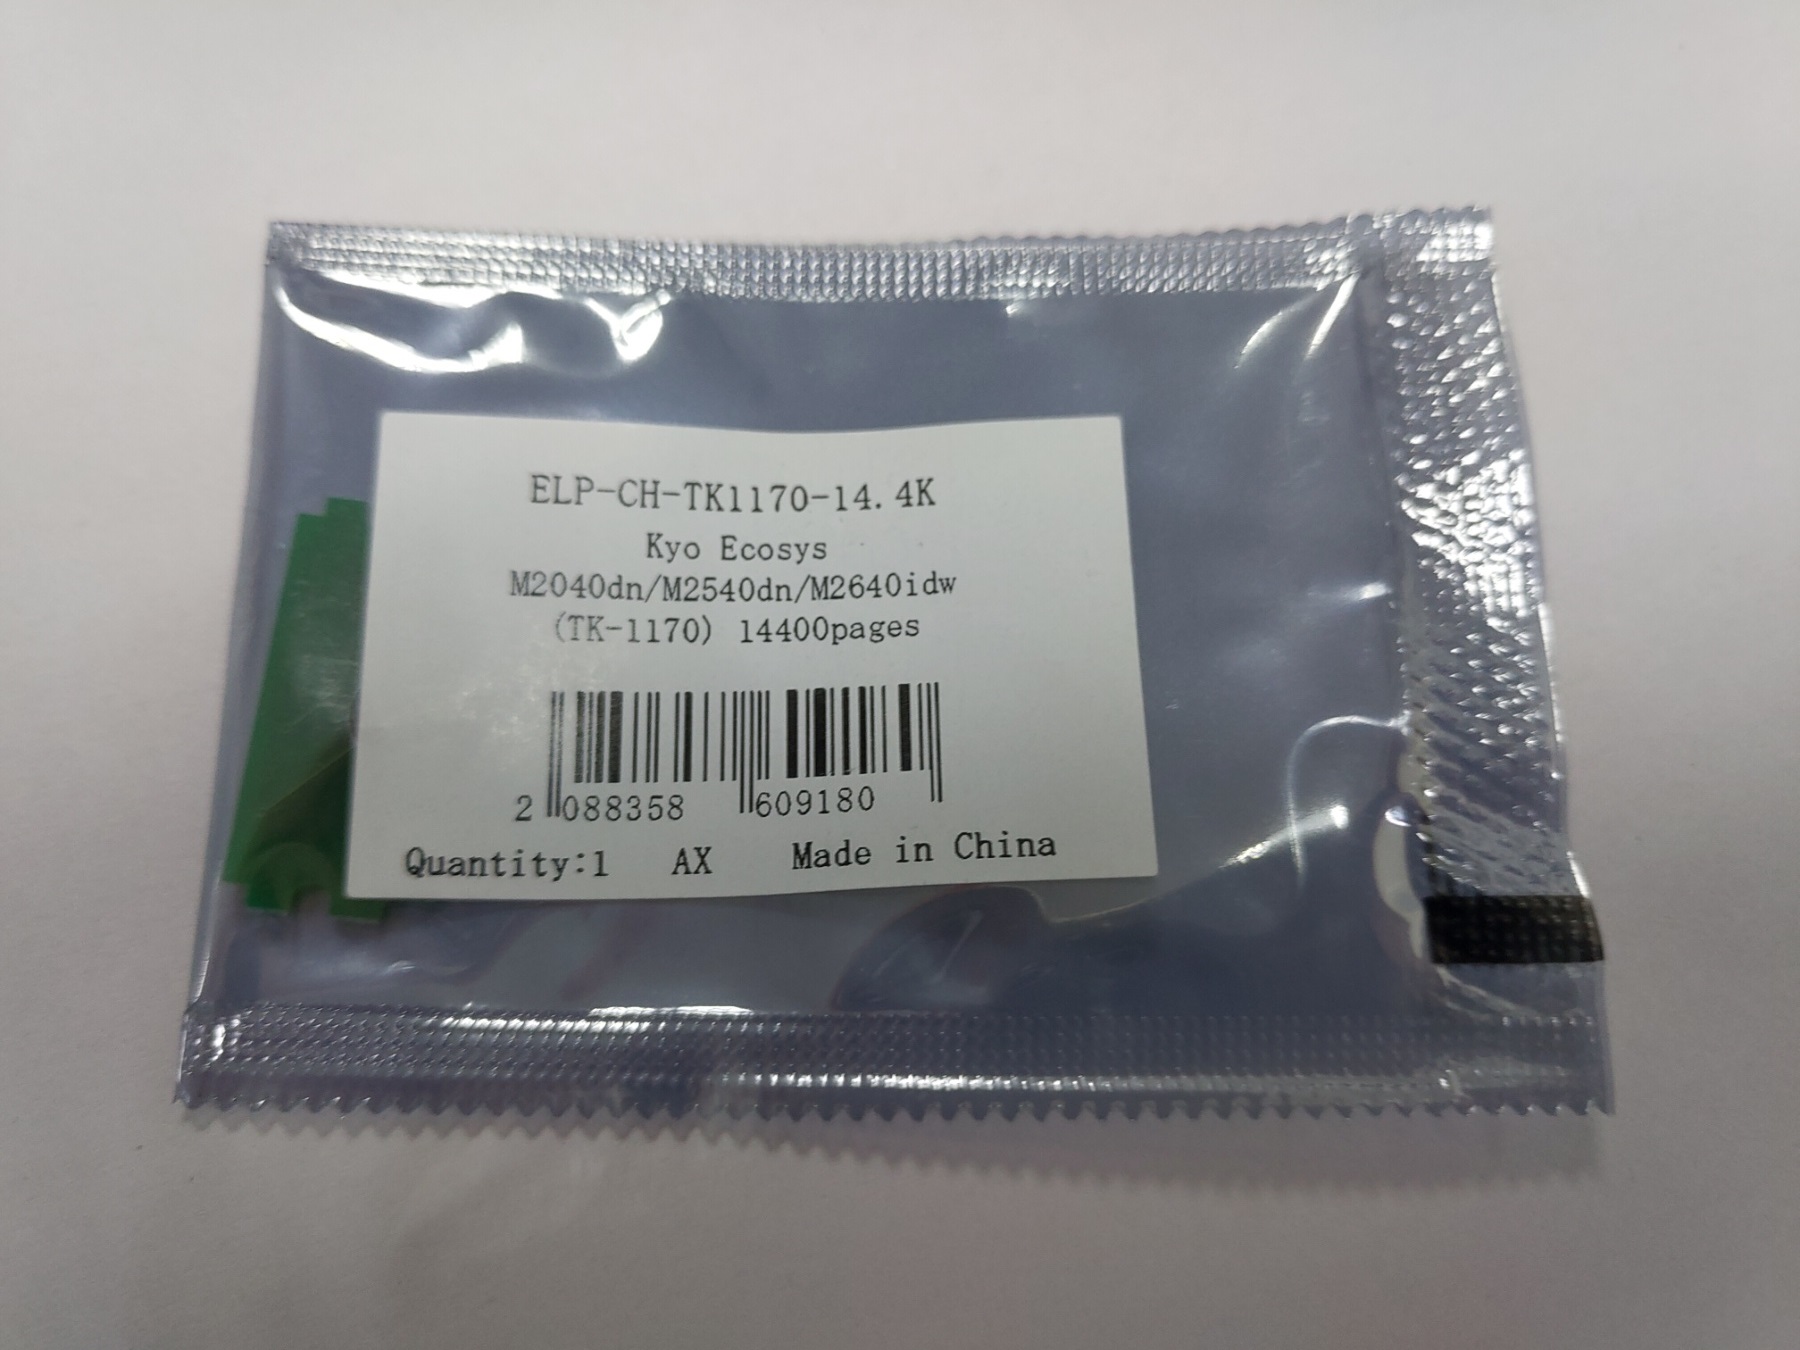 ELP-CH-TK1170-14.4K
Kyo Ecosys
M2040dn/M2540dn/M2640idw
(TK-1170) 14400pages
2 088358 609180
Quantity:1 AX Made in China